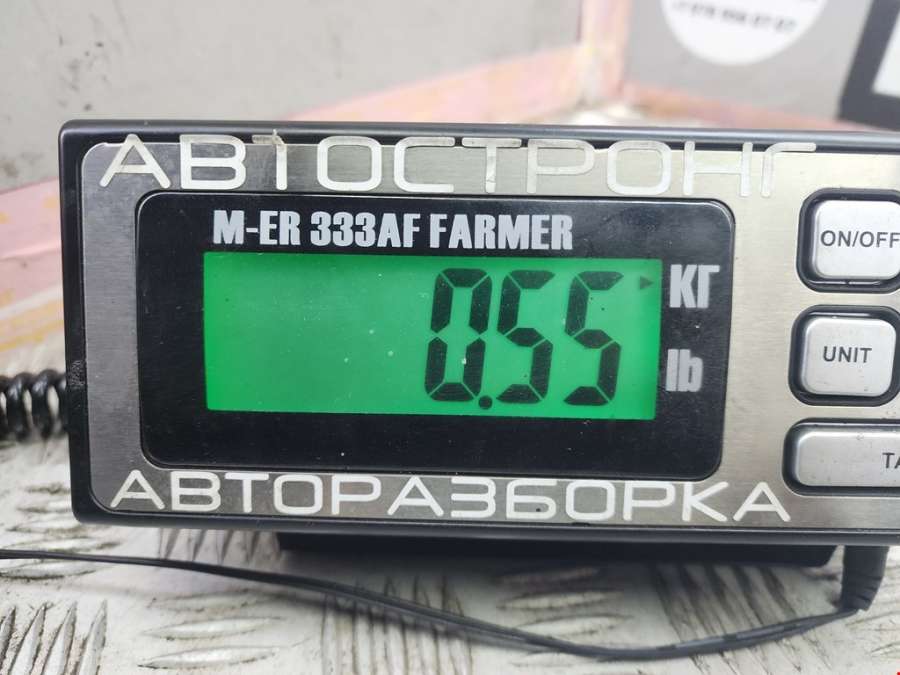 АВТОСТРОНГ
M-ER 333AF FARMER
ON/OFF
0.55
КГ
UNIT
lb
АВТОРАЗБОРКА